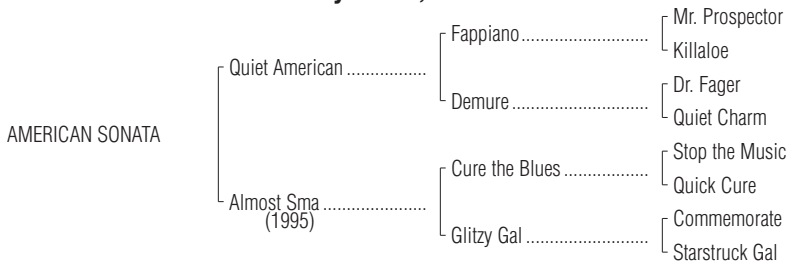 Mr. Prospector
Fappiano
Killaloe
Quiet American
Dr. Fager
Demure
Quiet Charm
AMERICAN SONATA
Stop the Music
Cure the Blues
Quick Cure
Almost Sma
(1995)
Commemorate
Glitzy Gal
Starstruck Gal